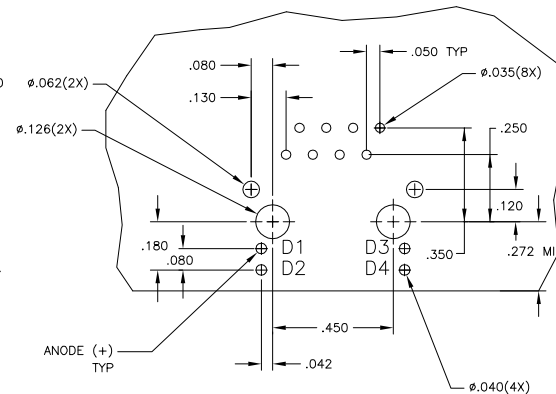 .050 TYP
.080
ø.062(2X)
ø.035(8X)
.130
ø.126(2X)
.250
.120
.180
D1
D3
.350
.272 MI
.080
D2
D4
.450
ANODE (+)
TYP
.042
ø.040(4X)